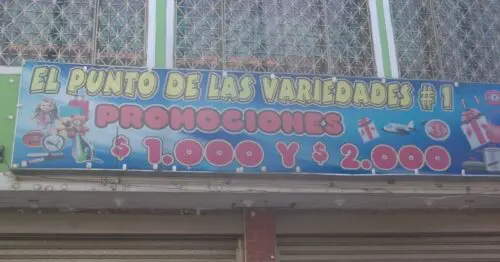 EL PUNTO DE LAS VARIEDADES # 1
PROMOCIONES
$ 1.000 Y $ 2.000